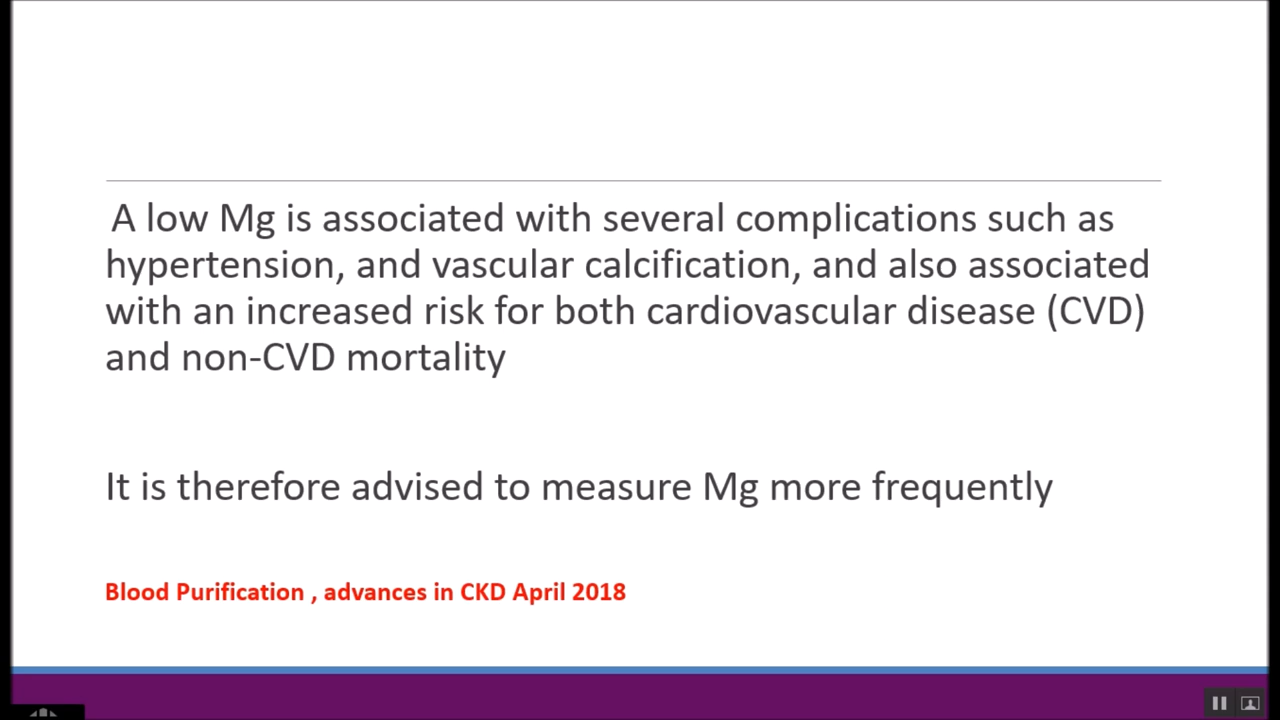 A low Mg is associated with several complications such as
hypertension, and vascular calcification, and also associated
with an increased risk for both cardiovascular disease (CVD)
and non-CVD mortality
It is therefore advised to measure Mg more frequently
Blood Purification , advances in CKD April 2018